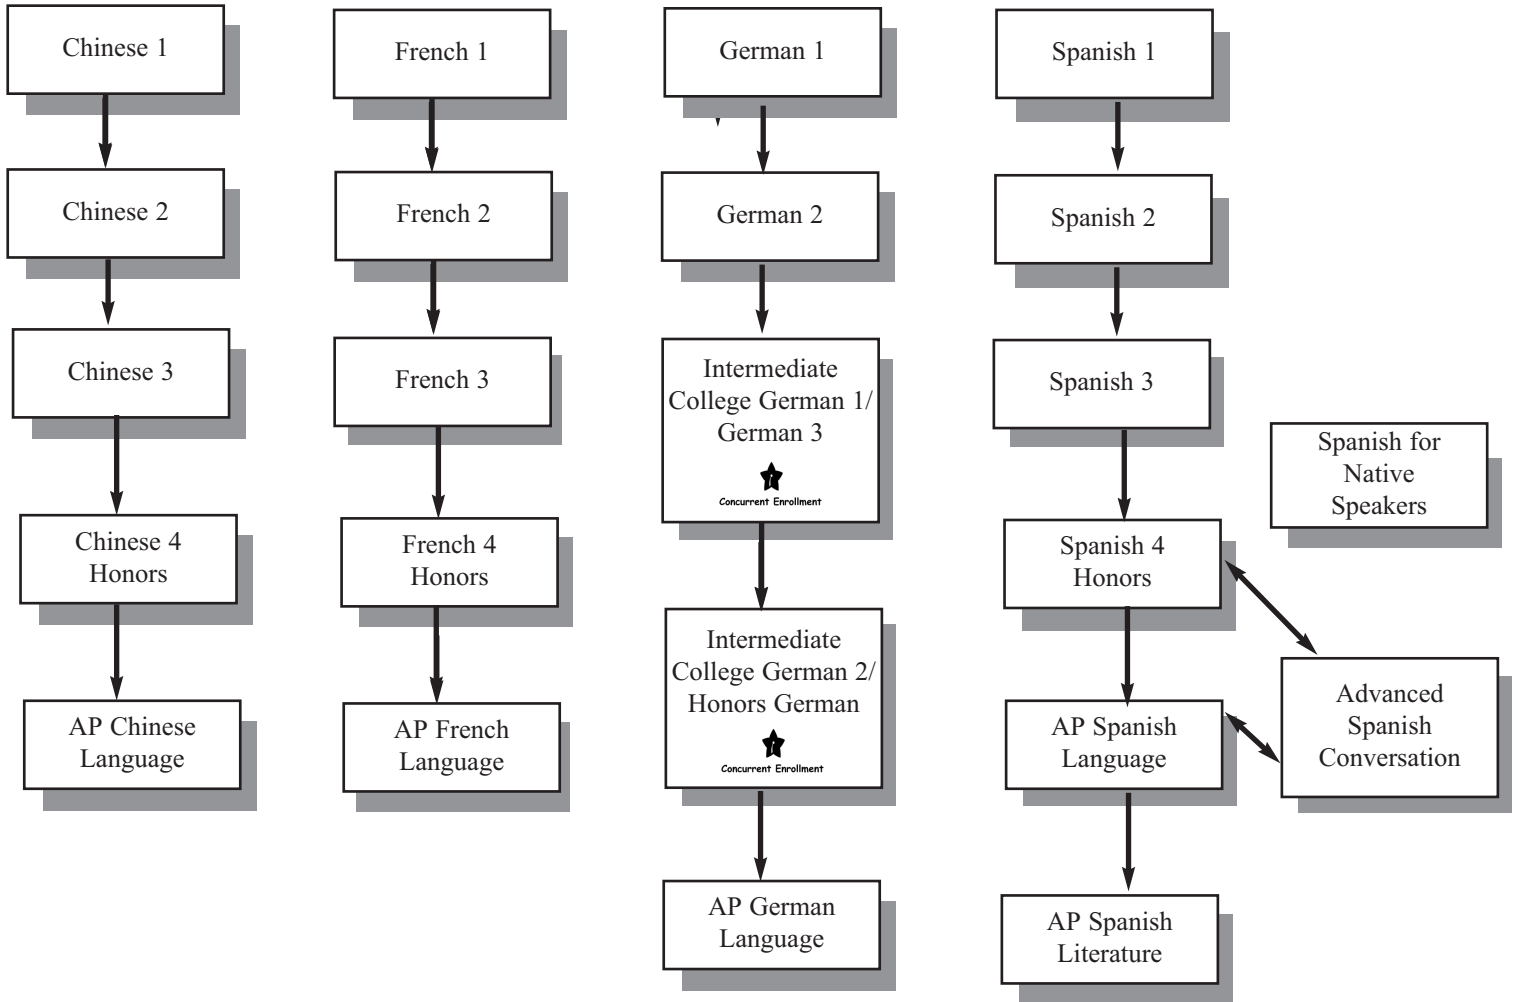 Chinese 1
Chinese 2
Chinese 3
Chinese 4
Honors
AP Chinese
Language
French 1
French 2
French 3
French 4
Honors
AP French
Language
German 1
German 2
Intermediate
College German 1/
German 3
Concurrent Enrollment
Intermediate
College German 2/
Honors German
Concurrent Enrollment
AP German
Language
Spanish 1
Spanish 2
Spanish 3
Spanish 4
Honors
AP Spanish
Language
AP Spanish
Literature
Spanish for
Native
Speakers
Advanced
Spanish
Conversation